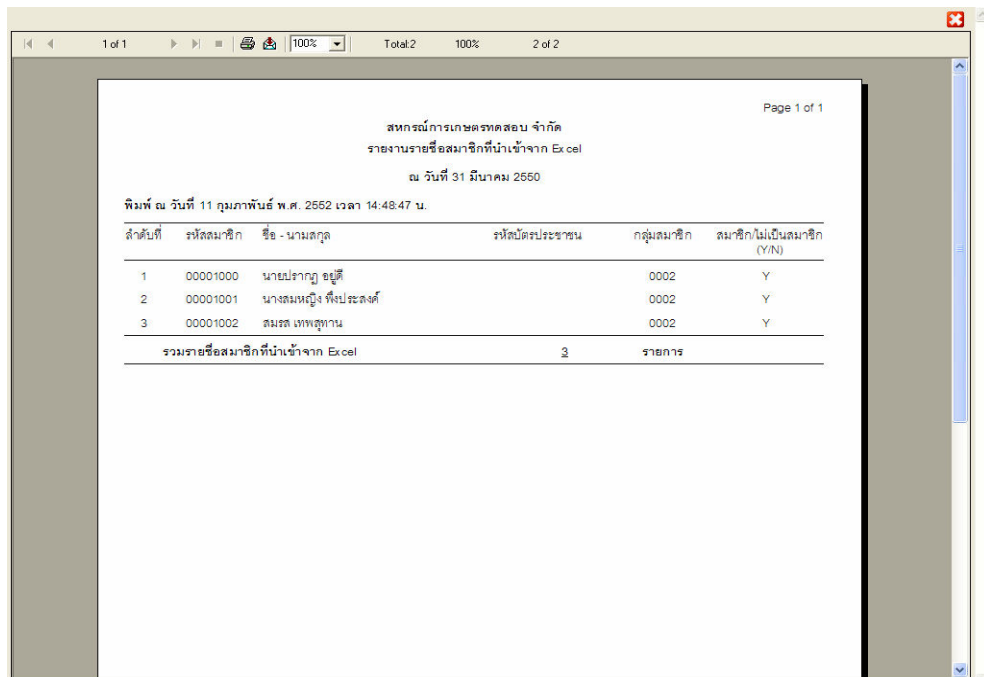 1 of 1 100% Total:2 100% 2 of 2
Page 1 of 1
สหกรณ์การเกษตรทดสอบ จำกัด
รายงานรายชื่อสมาชิกที่นำเข้าจาก Excel
ณ วันที่ 31 มีนาคม 2550
พิมพ์ ณ วันที่ 11 กุมภาพันธ์ พ.ศ. 2552 เวลา 14:48:47 น.
ลำดับที่ รหัสสมาชิก ชื่อ - นามสกุล รหัสบัตรประชาชน กลุ่มสมาชิก สมาชิก/ไม่เป็นสมาชิก
(Y/N)
1 00001000 นายปรากฎ อยู่ดี 0002 Y
2 00001001 นางสมหญิง พึงประสงค์ 0002 Y
3 00001002 สมรส เทพสุทาน 0002 Y
รวมรายชื่อสมาชิกที่นำเข้าจาก Excel 3 รายการ